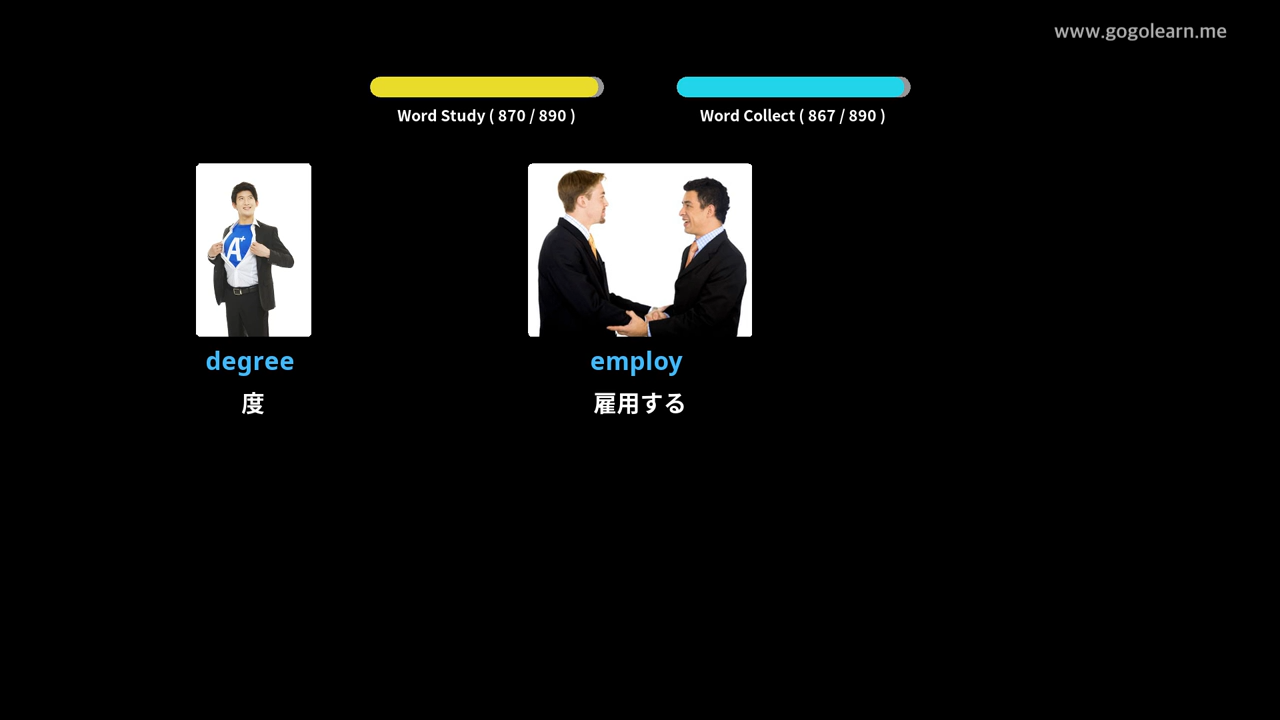 www.gogolearn.me
Word Study ( 870 / 890 )
Word Collect ( 867 / 890 )
A+
degree
employ
度
雇用する